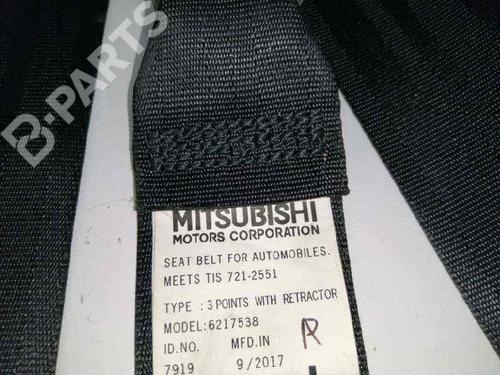 B-PARTS
MITSUBISHI
MOTORS CORPORATION
SEAT BELT FOR AUTOMOBILES.
MEETS TIS 721-2551
TYPE : 3 POINTS WITH RETRACTOR
MODEL:6217538
ID.NO. MFD.IN R
7919 9/2017